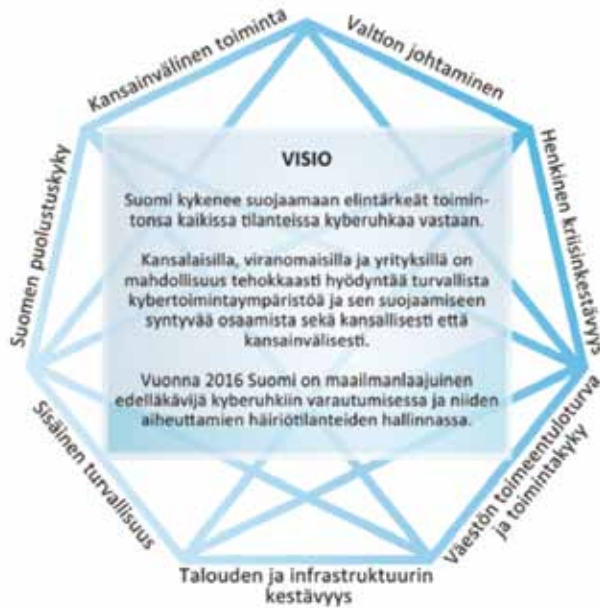 Kansainvälinen toiminta
Valtion johtaminen
Henkinen kriisinkestävyys
Suomen puolustuskyky
VISIO
Suomi kykenee suojaamaan elintärkeät toimin-
tonsa kaikissa tilanteissa kyberuhkaa vastaan.
Kansalaisilla, viranomaisilla ja yrityksillä on
mahdollisuus tehokkaasti hyödyntää turvallista
kybertoimintaympäristöä ja sen suojaamiseen
syntyvää osaamista sekä kansallisesti että
kansainvälisesti.
Vuonna 2016 Suomi on maailmanlaajuinen
edelläkävijä kyberuhkiin varautumisessa ja niiden
aiheuttamien häiriötilanteiden hallinnassa.
Sisäinen turvallisuus
Väestön toimeentuloturva
ja toimintakyky
Talouden ja infrastruktuurin
kestävyys